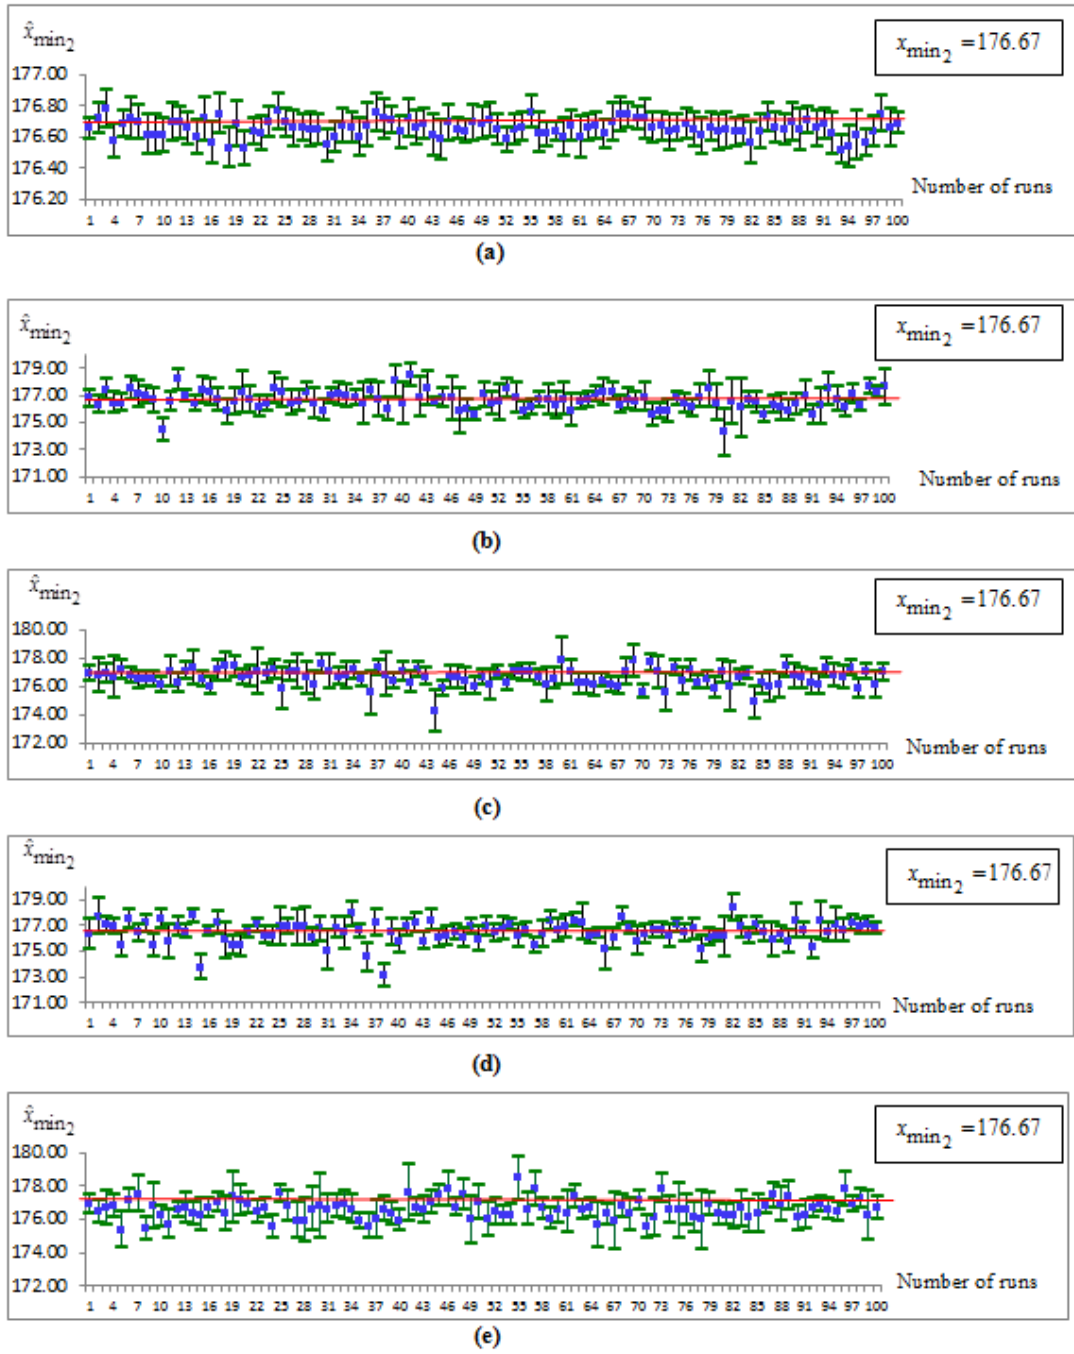 x̂min2
xmin2 =176.67
177.00
176.80
176.60
176.40
176.20
Number of runs
1 4 7 10 13 16 19 22 25 28 31 34 37 40 43 46 49 52 55 58 61 64 67 70 73 76 79 82 85 88 91 94 97 100
(a)
x̂min2
xmin2 =176.67
179.00
177.00
175.00
173.00
171.00
Number of runs
1 4 7 10 13 16 19 22 25 28 31 34 37 40 43 46 49 52 55 58 61 64 67 70 73 76 79 82 85 88 91 94 97 100
(b)
x̂min2
xmin2 =176.67
180.00
178.00
176.00
174.00
172.00
Number of runs
1 4 7 10 13 16 19 22 25 28 31 34 37 40 43 46 49 52 55 58 61 64 67 70 73 76 79 82 85 88 91 94 97 100
(c)
x̂min2
xmin2 =176.67
179.00
177.00
175.00
173.00
171.00
Number of runs
1 4 7 10 13 16 19 22 25 28 31 34 37 40 43 46 49 52 55 58 61 64 67 70 73 76 79 82 85 88 91 94 97 100
(d)
x̂min2
xmin2 =176.67
180.00
178.00
176.00
174.00
172.00
Number of runs
1 4 7 10 13 16 19 22 25 28 31 34 37 40 43 46 49 52 55 58 61 64 67 70 73 76 79 82 85 88 91 94 97 100
(e)